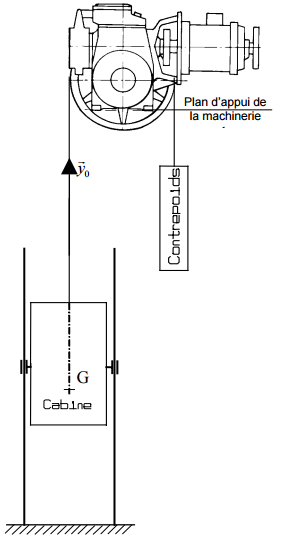 Plan d'appui de
la machinerie
y₀
Contrepoids
G
Cabine